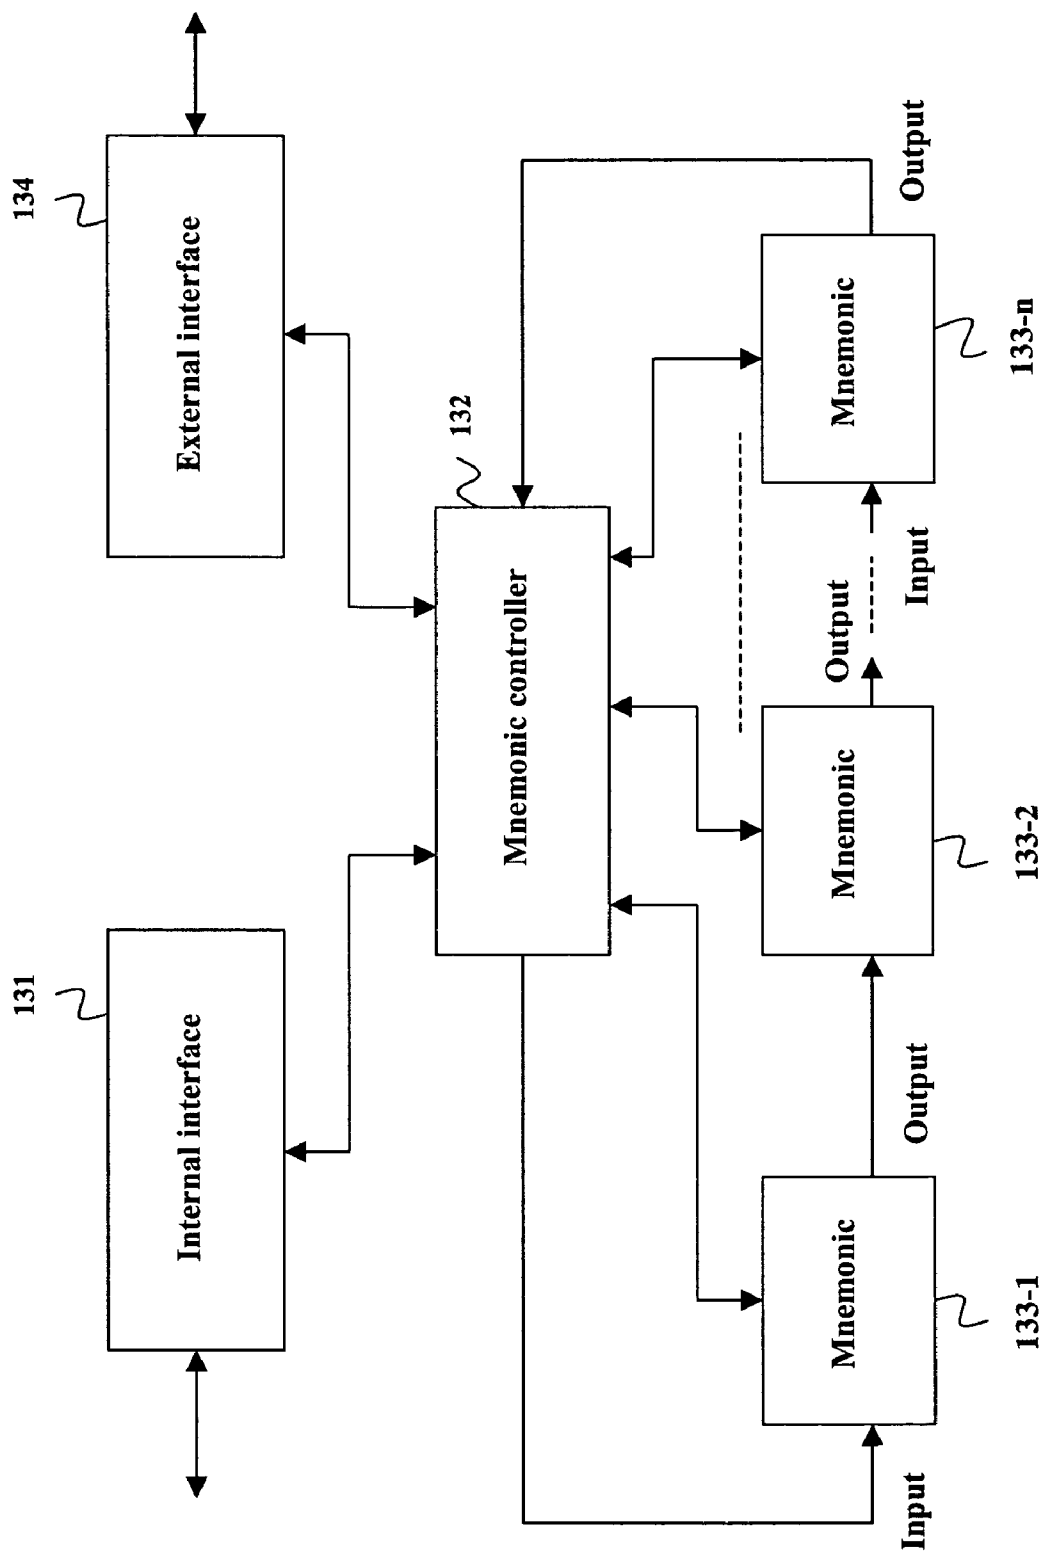 131
134
Internal interface
External interface
132
Mnemonic controller
Output
Input
Mnemonic
Output
Mnemonic
Output
Input
Mnemonic
133-1
133-2
133-n